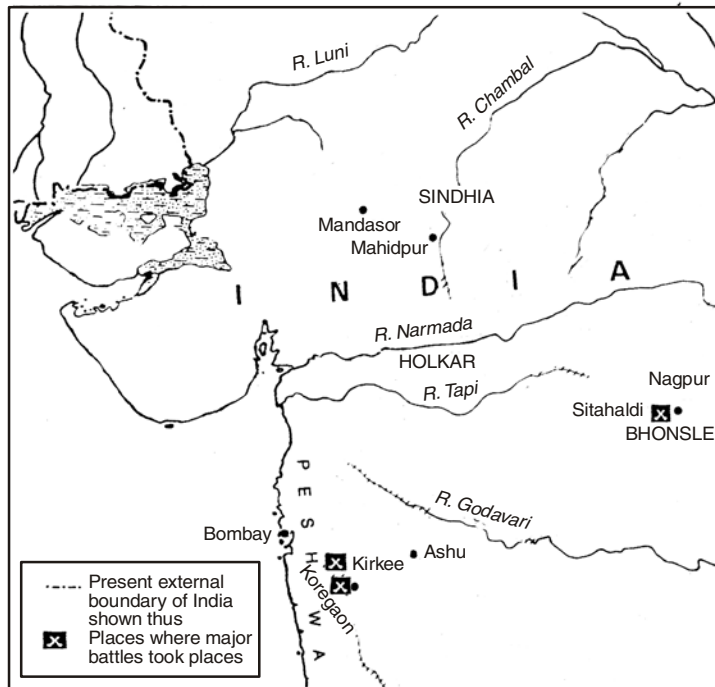 R. Luni
R. Chambal
SINDHIA
Mandasor
Mahidpur
I N D I A
R. Narmada
HOLKAR
R. Tapi
Nagpur
Sitahaldi
BHONSLE
PESHWA
R. Godavari
Bombay
Kirkee
Ashu
Koregaon
Present external
boundary of India
shown thus
Places where major
battles took places